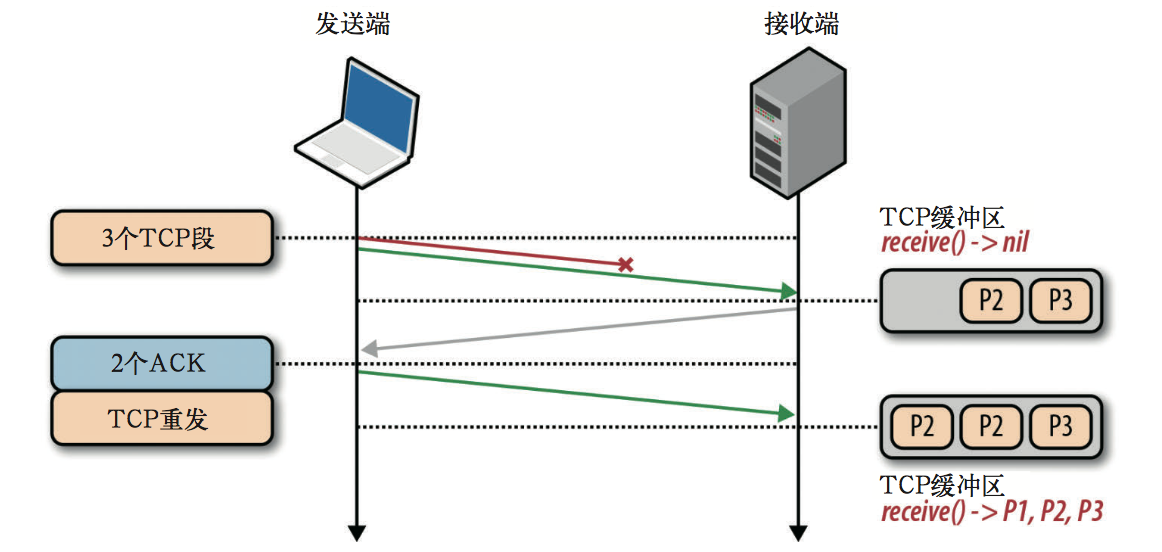 发送端
接收端
3个TCP段
TCP缓冲区
receive() -> nil
P2 P3
2个ACK
TCP重发
P2 P2 P3
TCP缓冲区
receive() -> P1, P2, P3